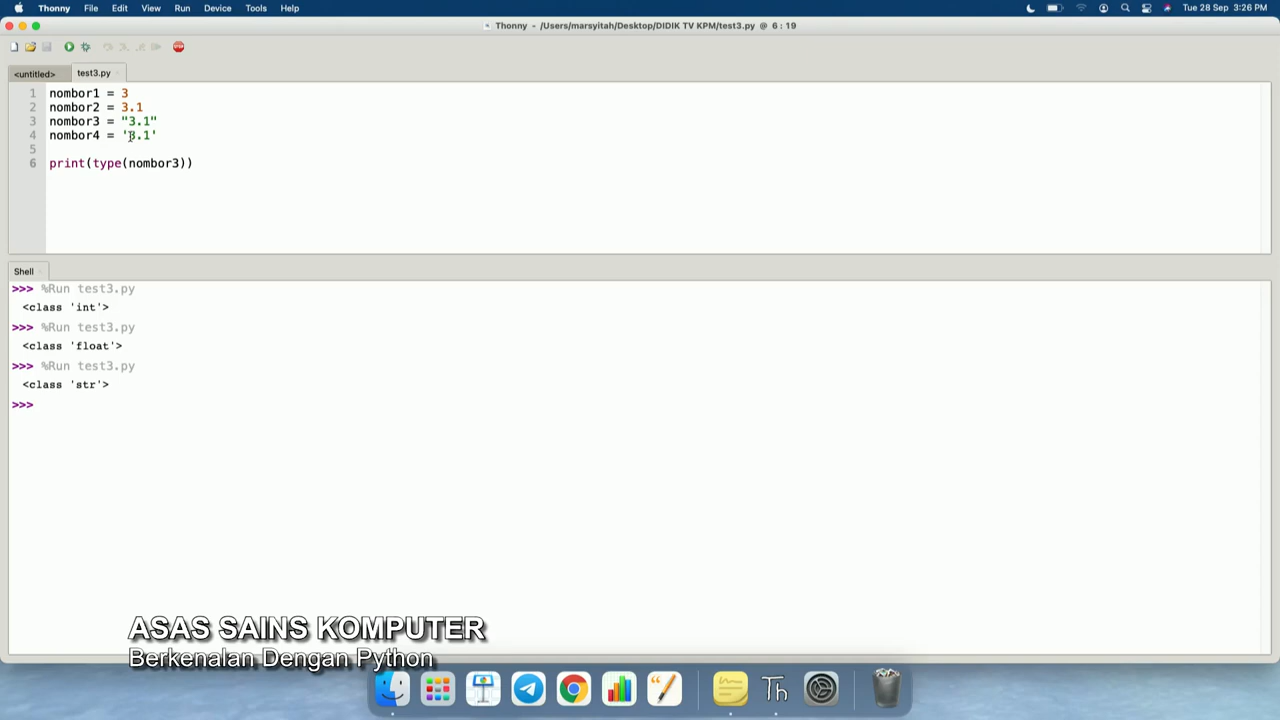 Thonny File Edit View Run Device Tools Help Tue 28 Sep 3:26 PM
Thonny - /Users/marsyitah/Desktop/DIDIK TV KPM/test3.py @ 6 : 19
<untitled> test3.py
1 nombor1 = 3
2 nombor2 = 3.1
3 nombor3 = "3.1"
4 nombor4 = '3.1'
5
6 print(type(nombor3))
Shell
>>> %Run test3.py
<class 'int'>
>>> %Run test3.py
<class 'float'>
>>> %Run test3.py
<class 'str'>
>>>
ASAS SAINS KOMPUTER
Berkenalan Dengan Python
Th